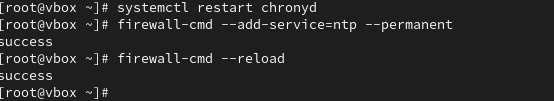 [root@vbox ~]# systemctl restart chronyd
[root@vbox ~]# firewall-cmd --add-service=ntp --permanent
success
[root@vbox ~]# firewall-cmd --reload
success
[root@vbox ~]#